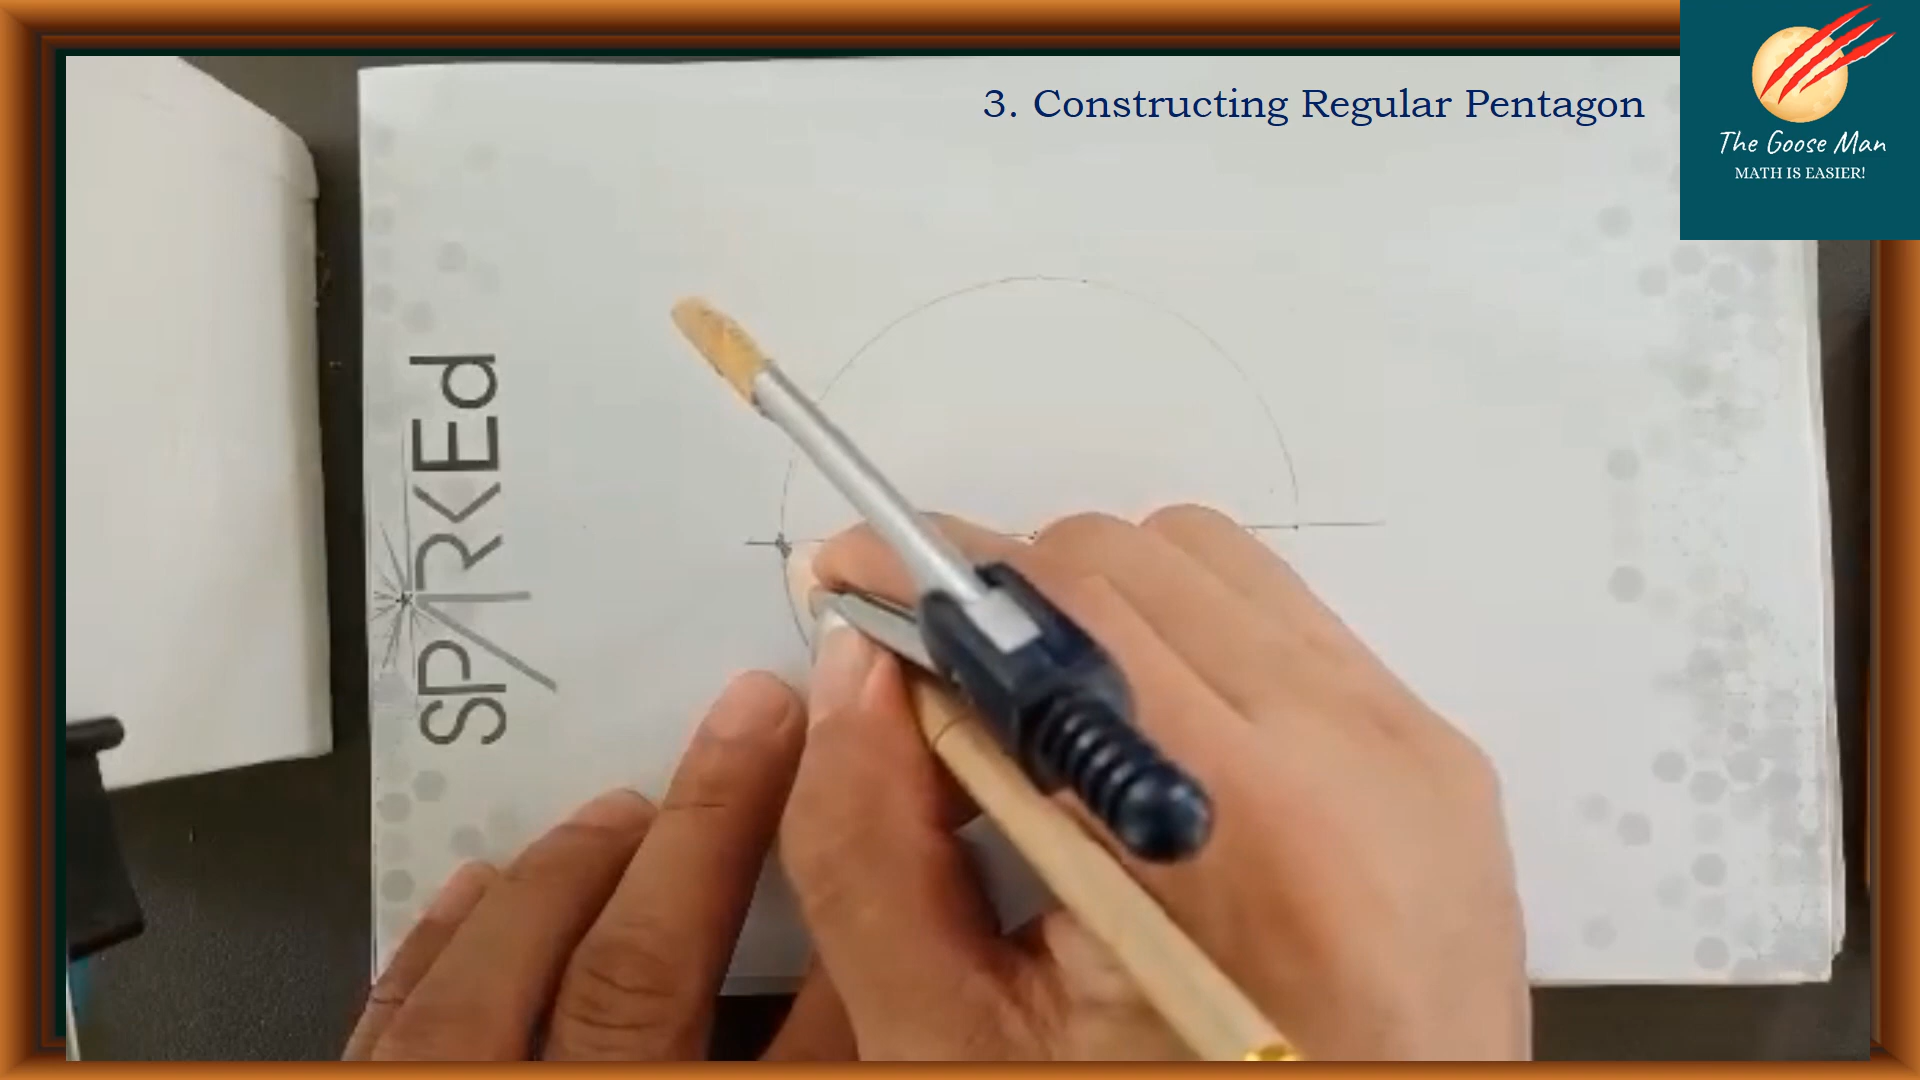 3. Constructing Regular Pentagon
The Goose Man
MATH IS EASIER!
SPARKEd